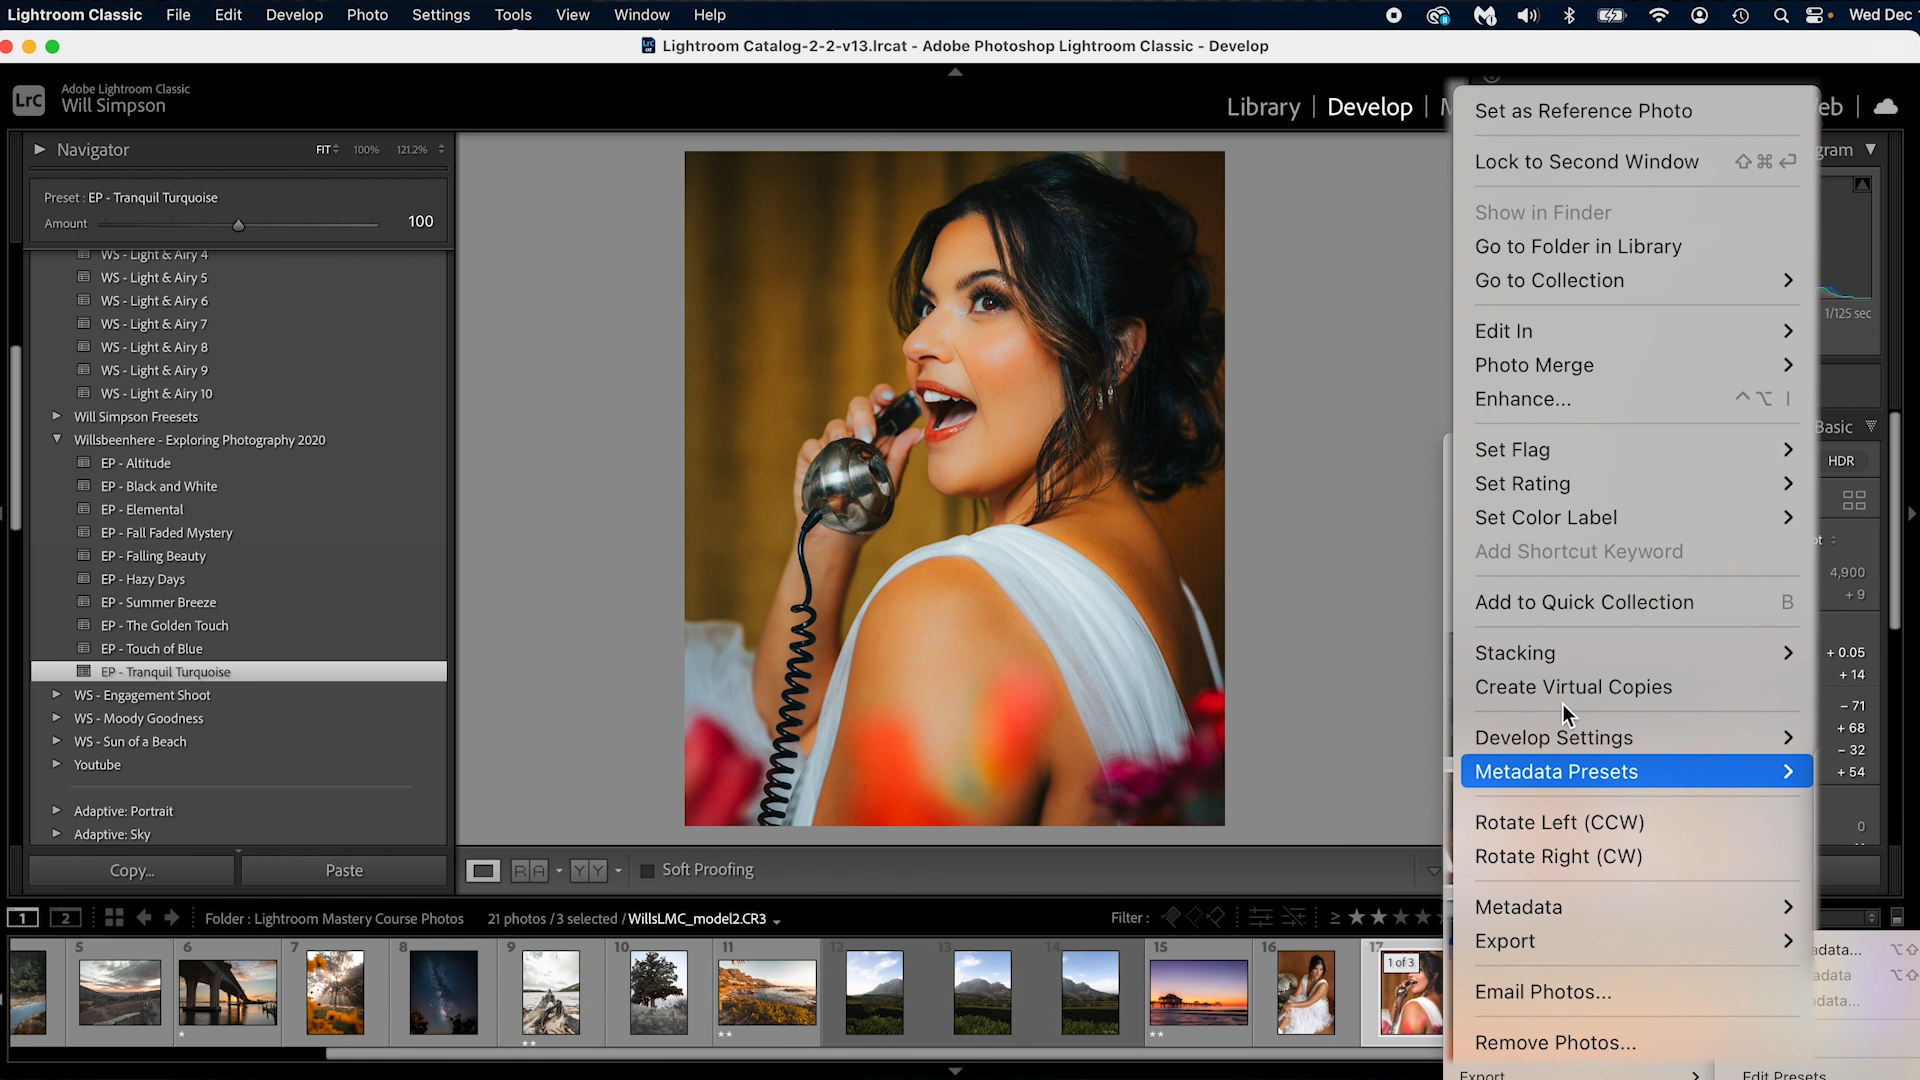 Lightroom Classic File Edit Develop Photo Settings Tools View Window Help Wed Dec
Lightroom Catalog-2-2-v13.lrcat - Adobe Photoshop Lightroom Classic - Develop
LrC
Adobe Lightroom Classic
Will Simpson
Library | Develop |
Navigator FIT 100% 121.2%
Preset : EP - Tranquil Turquoise
Amount 100
WS - Light & Airy 4
WS - Light & Airy 5
WS - Light & Airy 6
WS - Light & Airy 7
WS - Light & Airy 8
WS - Light & Airy 9
WS - Light & Airy 10
Will Simpson Freesets
Willsbeenhere - Exploring Photography 2020
EP - Altitude
EP - Black and White
EP - Elemental
EP - Fall Faded Mystery
EP - Falling Beauty
EP - Hazy Days
EP - Summer Breeze
EP - The Golden Touch
EP - Touch of Blue
EP - Tranquil Turquoise
WS - Engagement Shoot
WS - Moody Goodness
WS - Sun of a Beach
Youtube
Adaptive: Portrait
Adaptive: Sky
Copy... Paste
R A Y Y Soft Proofing
Set as Reference Photo
Lock to Second Window ⇧⌘↩
Show in Finder
Go to Folder in Library
Go to Collection
Edit In
Photo Merge
Enhance... ^⌥ I
Set Flag
Set Rating
Set Color Label
Add Shortcut Keyword
Add to Quick Collection B
Stacking
Create Virtual Copies
Develop Settings
Metadata Presets
Rotate Left (CCW)
Rotate Right (CW)
Metadata
Export
Email Photos...
Remove Photos...
Export
Edit Presets
1/125 sec
Basic
HDR
4,900
+ 9
+ 0.05
+ 14
- 71
+ 68
- 32
+ 54
0
1 2 Folder : Lightroom Mastery Course Photos 21 photos / 3 selected / WillsLMC_model2.CR3 Filter : ≥
5 6 7 8 9 10 11 12 13 14 15 16 17
1 of 3